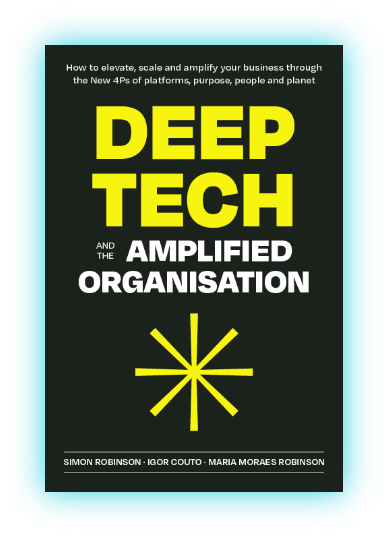 How to elevate, scale and amplify your business through
the New 4Ps of platforms, purpose, people and planet
DEEP
TECH
AND
THE
AMPLIFIED
ORGANISATION
SIMON ROBINSON · IGOR COUTO · MARIA MORAES ROBINSON